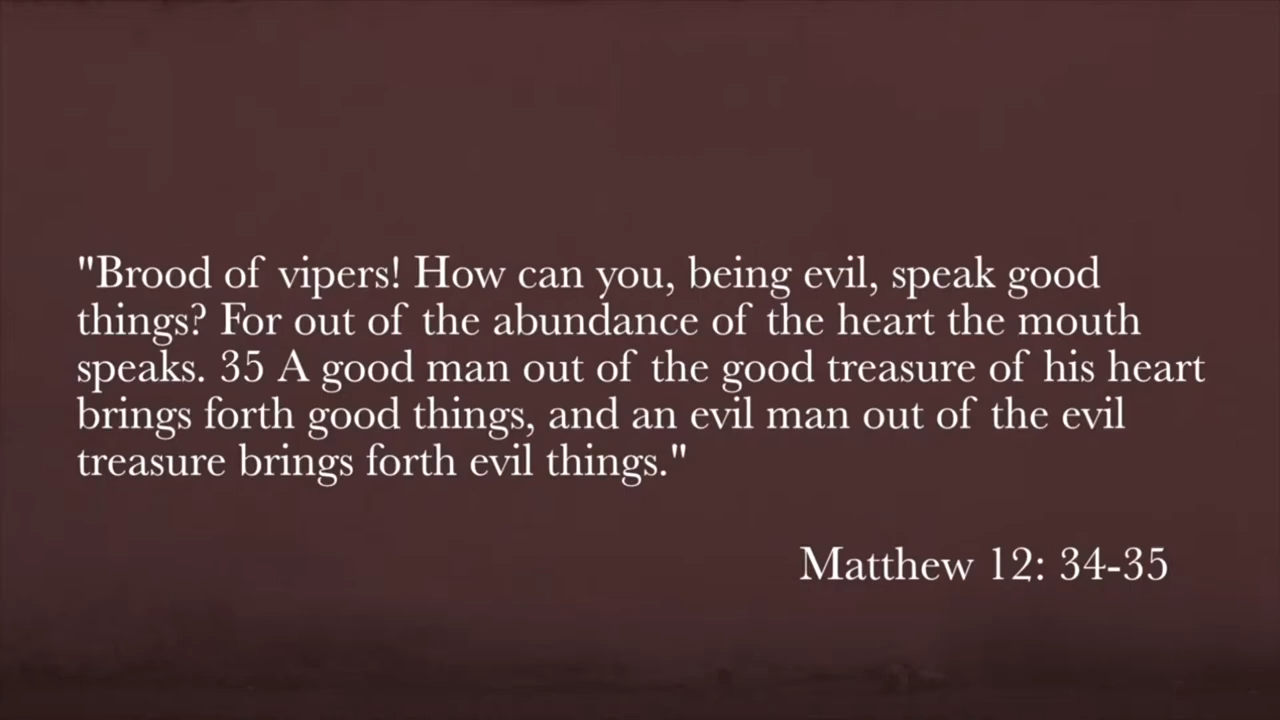 "Brood of vipers! How can you, being evil, speak good
things? For out of the abundance of the heart the mouth
speaks. 35 A good man out of the good treasure of his heart
brings forth good things, and an evil man out of the evil
treasure brings forth evil things."
Matthew 12: 34-35